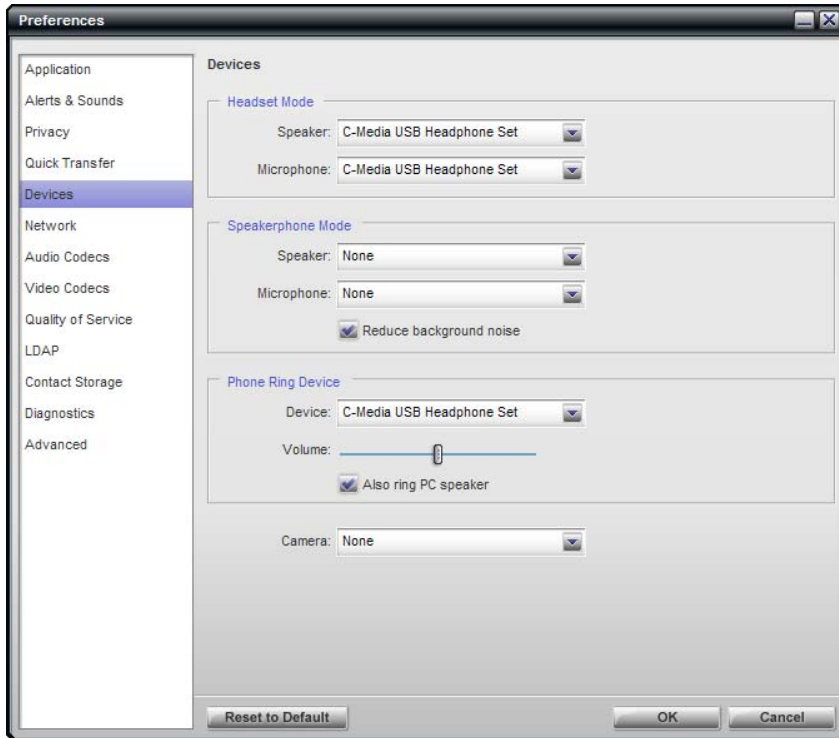 Preferences
Application
Alerts & Sounds
Privacy
Quick Transfer
Devices
Network
Audio Codecs
Video Codecs
Quality of Service
LDAP
Contact Storage
Diagnostics
Advanced
Devices
Headset Mode
Speaker: C-Media USB Headphone Set
Microphone: C-Media USB Headphone Set
Speakerphone Mode
Speaker: None
Microphone: None
Reduce background noise
Phone Ring Device
Device: C-Media USB Headphone Set
Volume:
Also ring PC speaker
Camera: None
Reset to Default OK Cancel